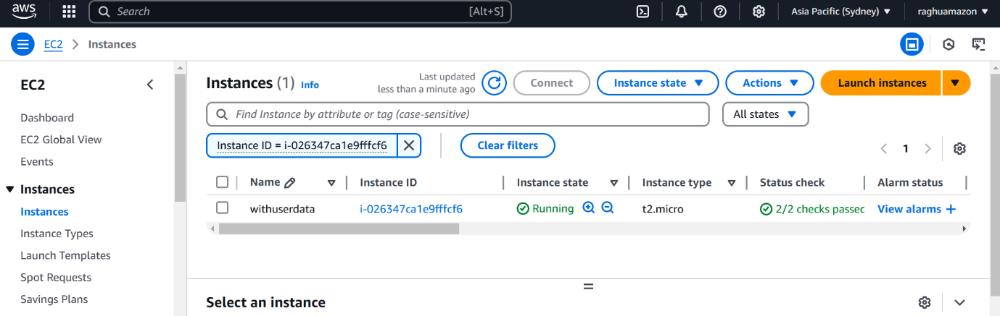 aws
Search [Alt+S] Asia Pacific (Sydney) raghuamazon
EC2 Instances
EC2
Dashboard
EC2 Global View
Events
Instances
Instances
Instance Types
Launch Templates
Spot Requests
Savings Plans
Instances (1) Info
Last updated
less than a minute ago
Connect Instance state Actions Launch instances
Find Instance by attribute or tag (case-sensitive) All states
Instance ID = i-026347ca1e9fffcf6 Clear filters 1
Name Instance ID Instance state Instance type Status check Alarm status
withuserdata i-026347ca1e9fffcf6 Running t2.micro 2/2 checks passec View alarms +
Select an instance